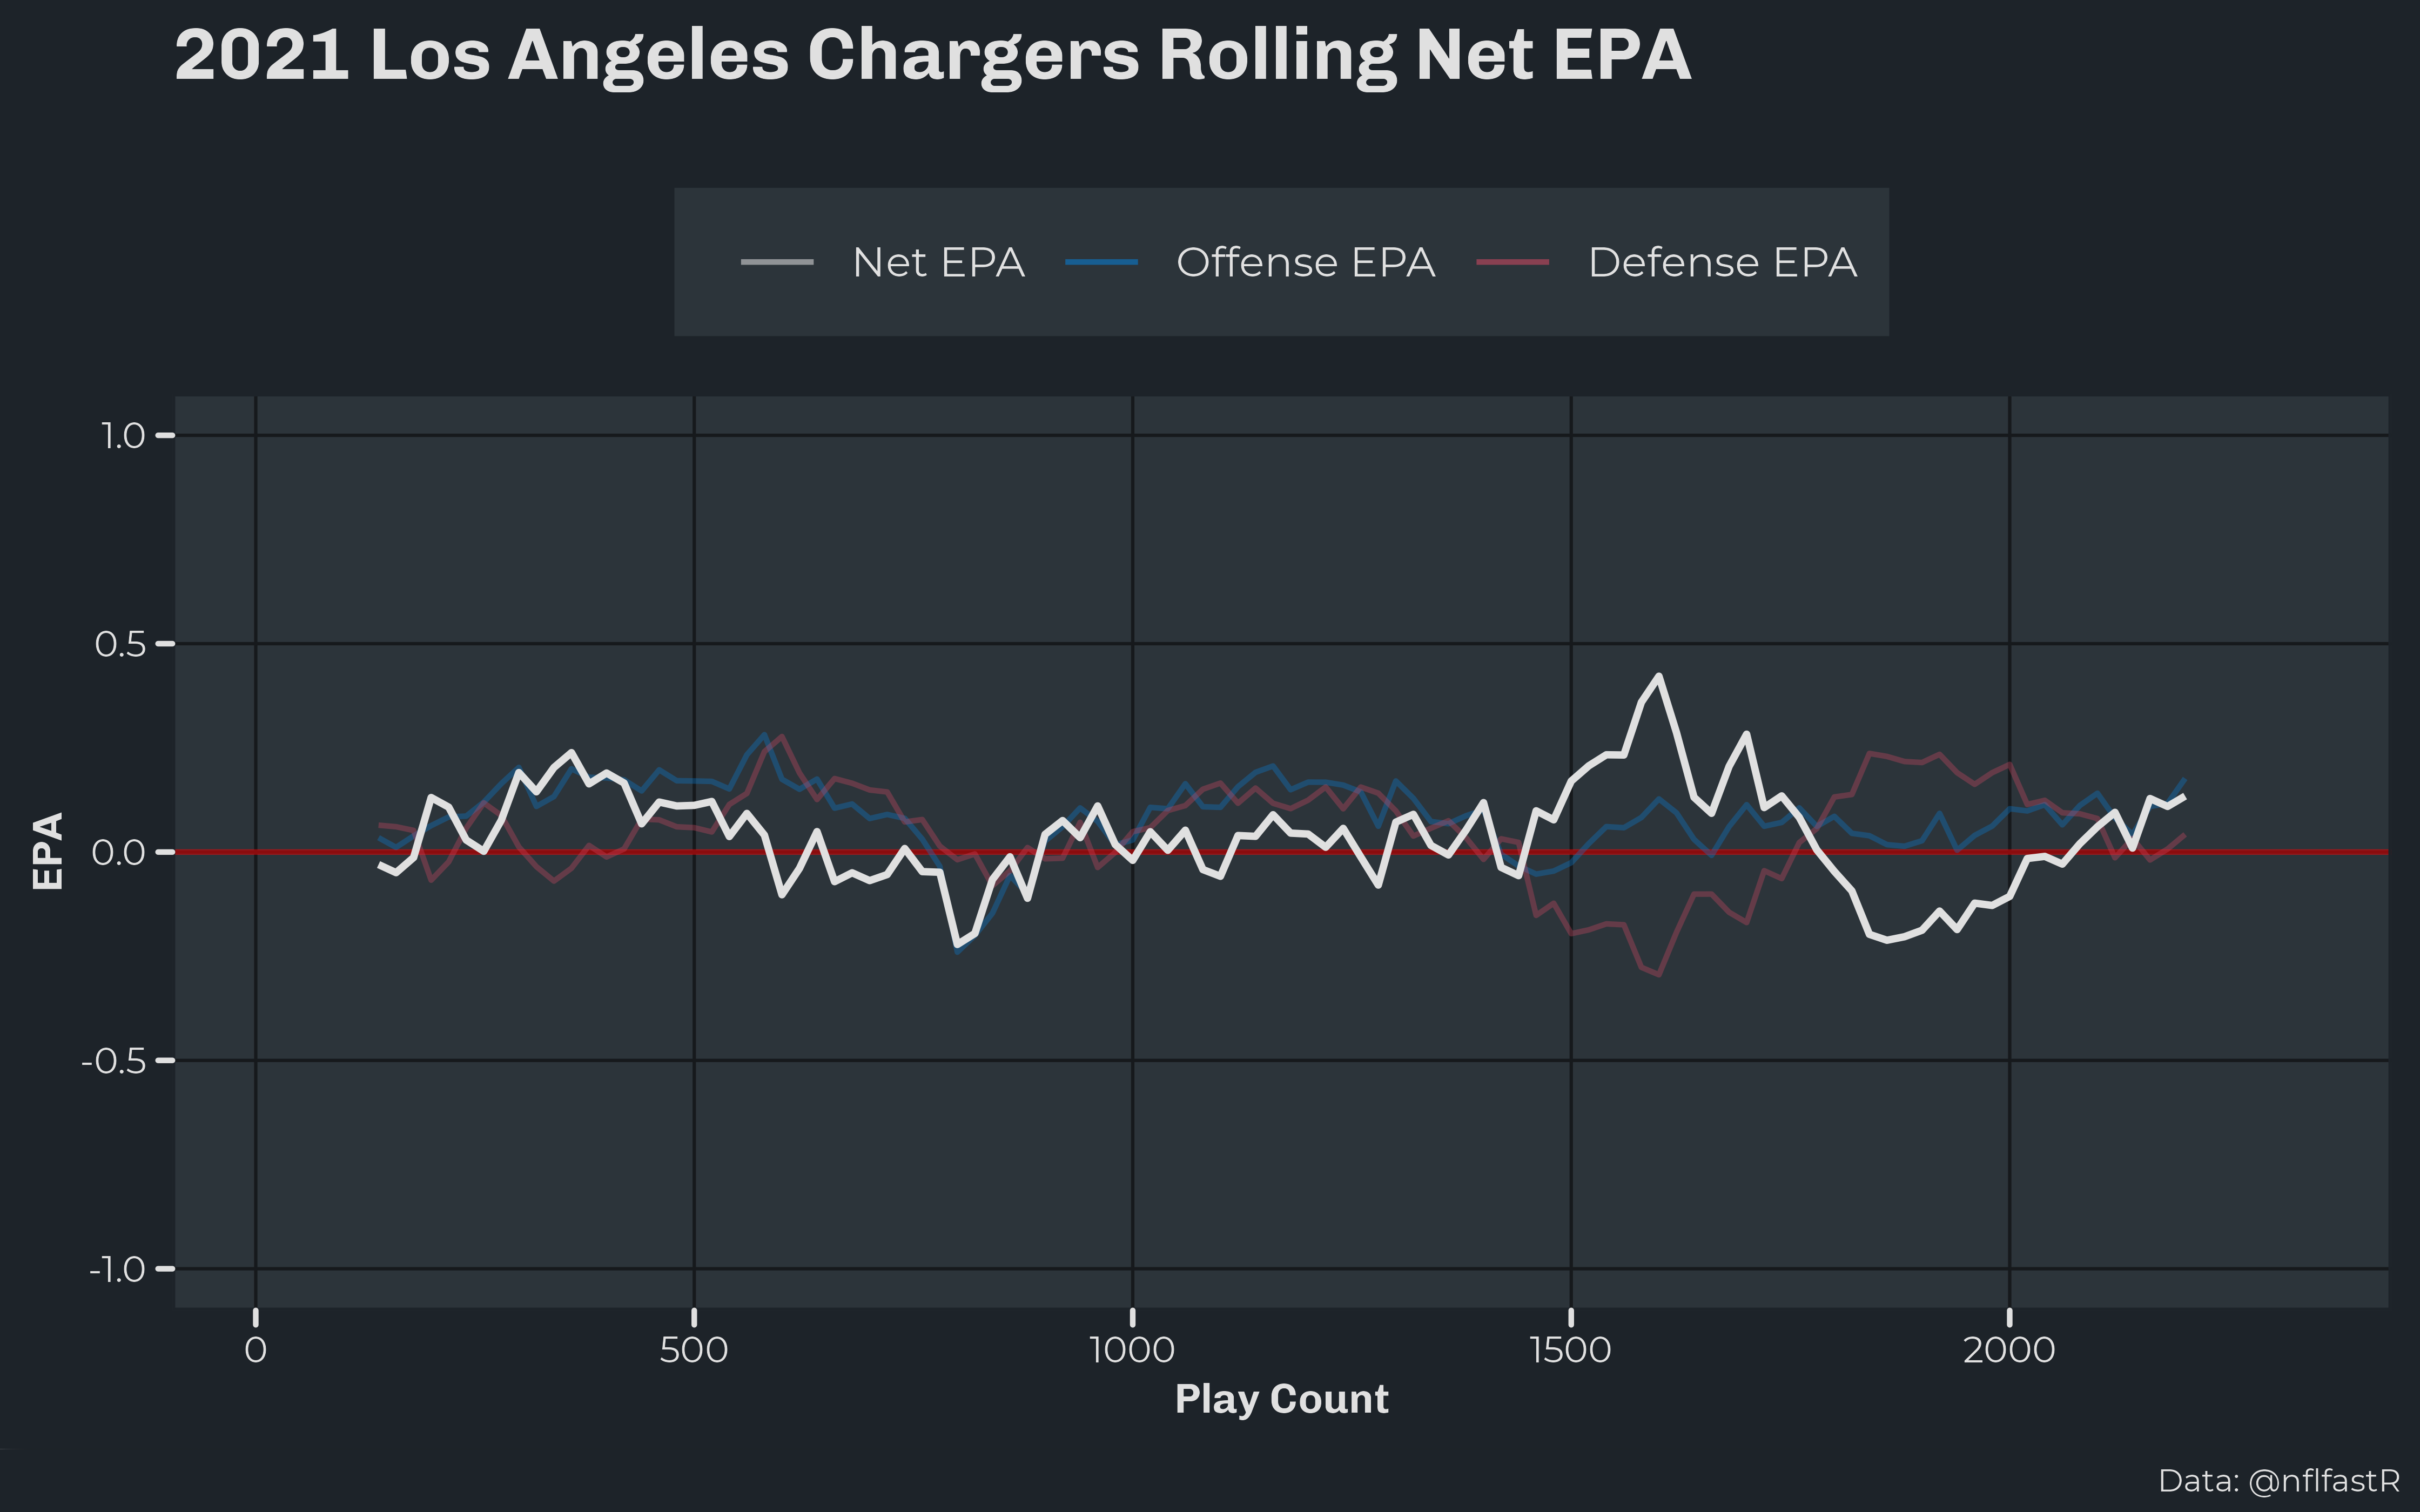 2021 Los Angeles Chargers Rolling Net EPA
Net EPA Offense EPA Defense EPA
EPA
1.0
0.5
0.0
-0.5
-1.0
0 500 1000 1500 2000
Play Count
Data: @nflfastR